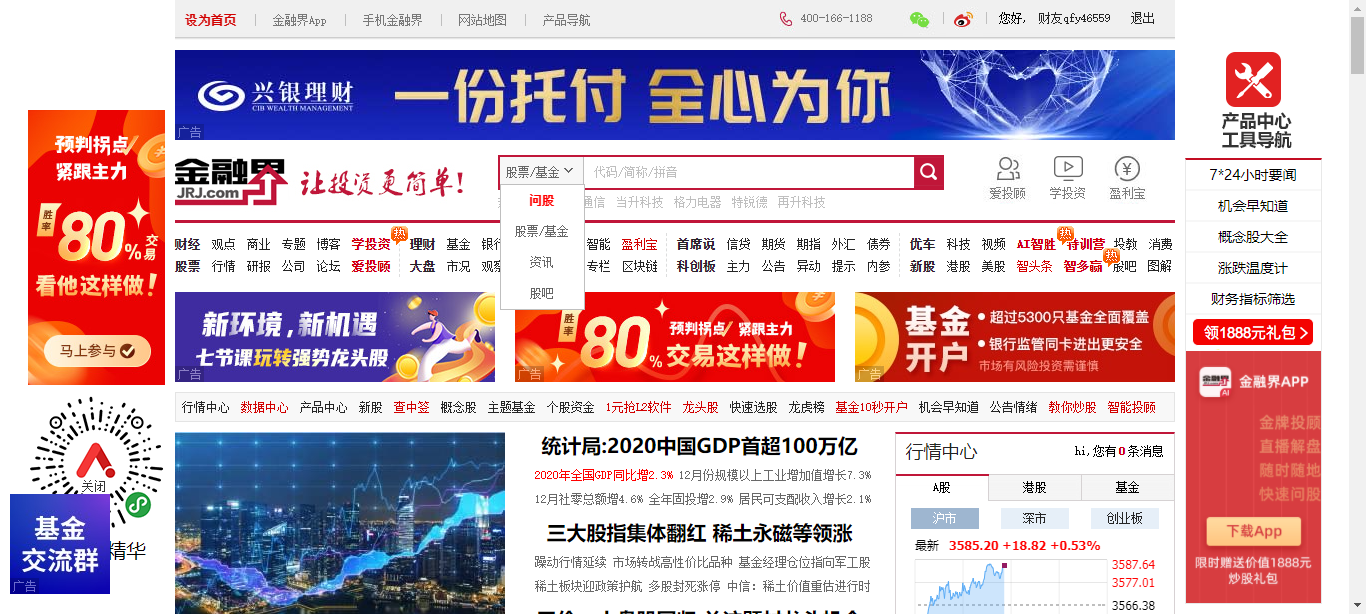 设为首页 金融界App 手机金融界 网站地图 产品导航 400-166-1188 您好, 财友qfy46559 退出
兴银理财 CIB WEALTH MANAGEMENT 一份托付 全心为你
广告
产品中心
工具导航
预判拐点
紧跟主力
胜率80%交易
看他这样做!
马上参与
金融界 JRJ.com 让投资更简单!
股票/基金 代码/简称/拼音
问股
股票/基金
资讯
股吧
通信 当升科技 格力电器 特锐德 再升科技
爱投顾 学投资 盈利宝
财经 观点 商业 专题 博客 学投资 热 理财 基金 银行 智能 盈利宝 首席说 信贷 期货 期指 外汇 债券 优车 科技 视频 AI智胜 热 特训营 投教 消费
股票 行情 研报 公司 论坛 爱投顾 大盘 市况 观察 专栏 区块链 科创板 主力 公告 异动 提示 内参 新股 港股 美股 智头条 智多赢 热 股吧 图解
7*24小时要闻
机会早知道
概念股大全
涨跌温度计
财务指标筛选
领1888元礼包
新环境,新机遇
七节课玩转强势龙头股
广告
胜率80% 预判拐点/ 紧跟主力
交易这样做!
广告
基金开户
超过5300只基金全面覆盖
银行监管同卡进出更安全
市场有风险投资需谨慎
广告
行情中心 数据中心 产品中心 新股 查中签 概念股 主题基金 个股资金 1元抢L2软件 龙头股 快速选股 龙虎榜 基金10秒开户 机会早知道 公告情绪 教你炒股 智能投顾
统计局:2020中国GDP首超100万亿
2020年全国GDP同比增2.3% 12月份规模以上工业增加值增长7.3%
12月社零总额增4.6% 全年固投增2.9% 居民可支配收入增长2.1%
三大股指集体翻红 稀土永磁等领涨
躁动行情延续 市场转战高性价比品种 基金经理仓位指向军工股
稀土板块迎政策护航 多股封死涨停 中信:稀土价值重估进行时
行情中心 hi,您有0条消息
A股 港股 基金
沪市 深市 创业板
最新 3585.20 +18.82 +0.53%
3587.64
3577.01
3566.38
金融界 AI 金融界APP
金牌投顾
直播解盘
随时随地
快速问股
下载App
限时赠送价值1888元
炒股礼包
关闭
基金
交流群
精华
广告